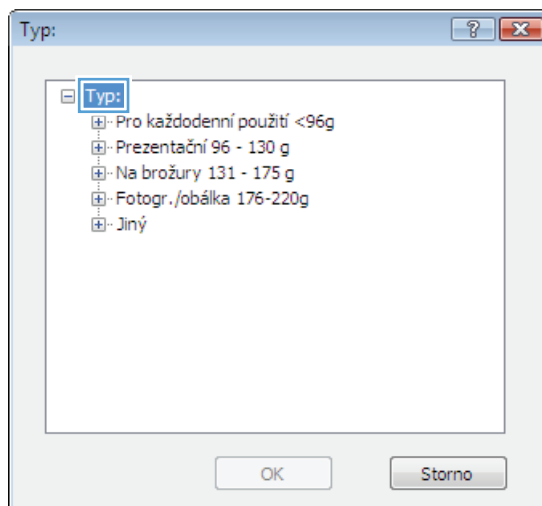 Typ:
Typ:
Pro každodenní použití <96g
Prezentační 96 - 130 g
Na brožury 131 - 175 g
Fotogr./obálka 176-220g
Jiný
OK
Storno